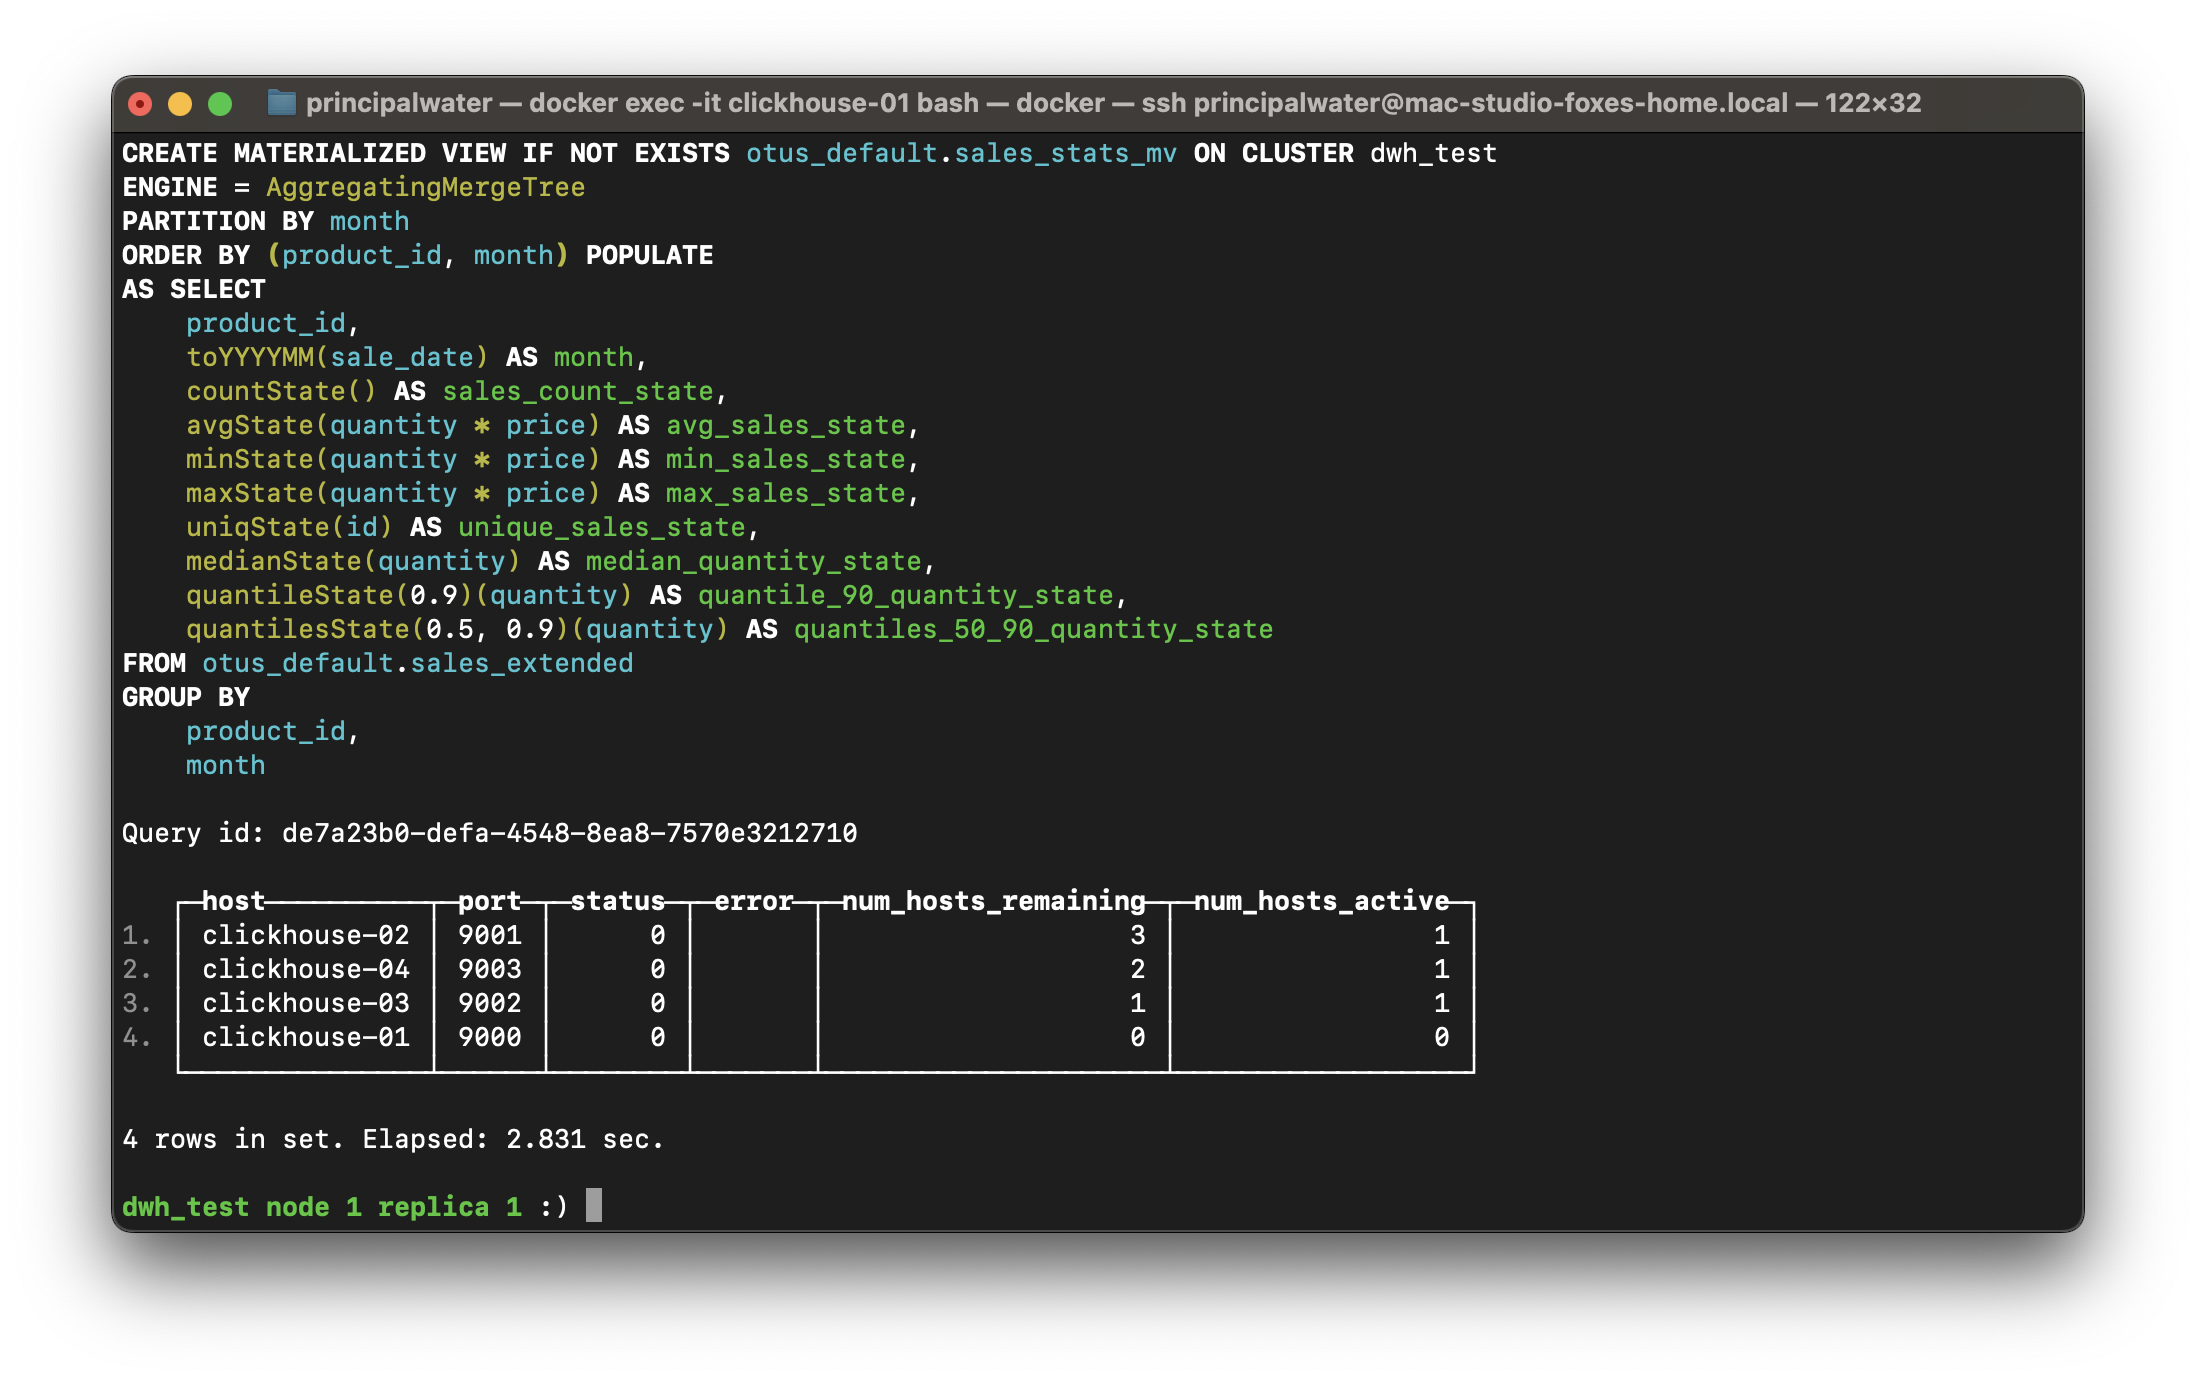 principalwater — docker exec -it clickhouse-01 bash — docker — ssh principalwater@mac-studio-foxes-home.local — 122×32
CREATE MATERIALIZED VIEW IF NOT EXISTS otus_default.sales_stats_mv ON CLUSTER dwh_test
ENGINE = AggregatingMergeTree
PARTITION BY month
ORDER BY (product_id, month) POPULATE
AS SELECT
    product_id,
    toYYYYMM(sale_date) AS month,
    countState() AS sales_count_state,
    avgState(quantity * price) AS avg_sales_state,
    minState(quantity * price) AS min_sales_state,
    maxState(quantity * price) AS max_sales_state,
    uniqState(id) AS unique_sales_state,
    medianState(quantity) AS median_quantity_state,
    quantileState(0.9)(quantity) AS quantile_90_quantity_state,
    quantilesState(0.5, 0.9)(quantity) AS quantiles_50_90_quantity_state
FROM otus_default.sales_extended
GROUP BY
    product_id,
    month
Query id: de7a23b0-defa-4548-8ea8-7570e3212710
host port status error num_hosts_remaining num_hosts_active
1. clickhouse-02 9001 0 3 1
2. clickhouse-04 9003 0 2 1
3. clickhouse-03 9002 0 1 1
4. clickhouse-01 9000 0 0 0
4 rows in set. Elapsed: 2.831 sec.
dwh_test node 1 replica 1 :)